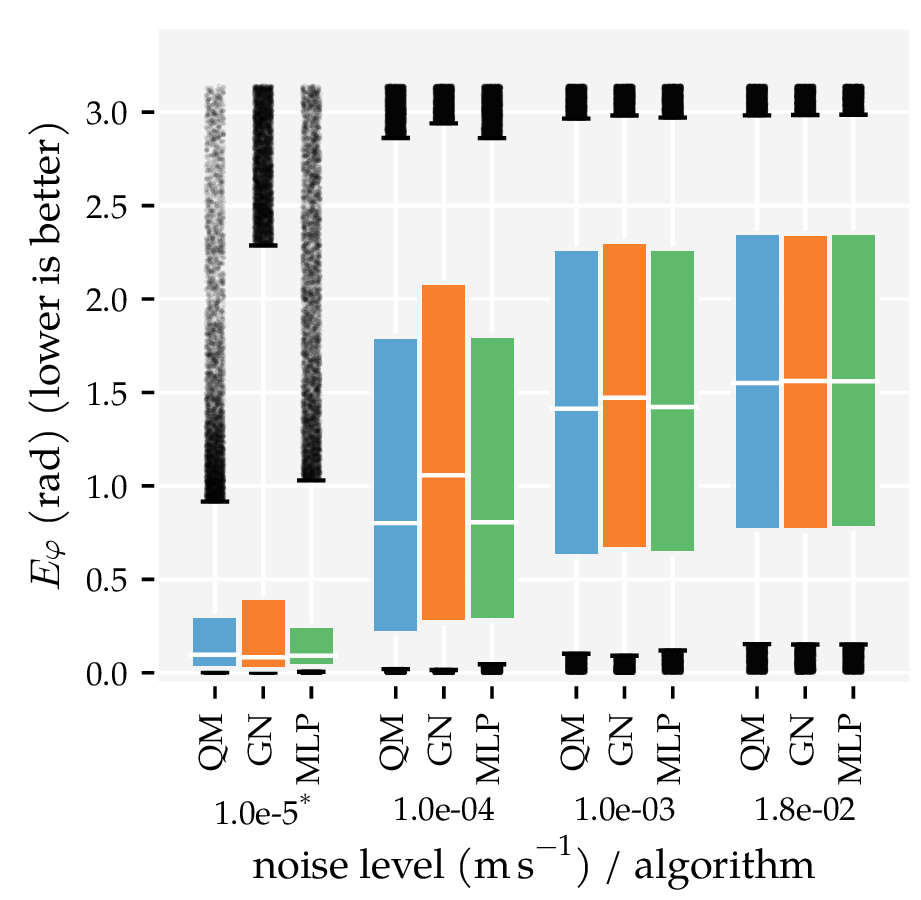 E_φ (rad) (lower is better)
3.0
2.5
2.0
1.5
1.0
0.5
0.0
QM GN MLP QM GN MLP QM GN MLP QM GN MLP
1.0e-5* 1.0e-04 1.0e-03 1.8e-02
noise level (m s⁻¹) / algorithm